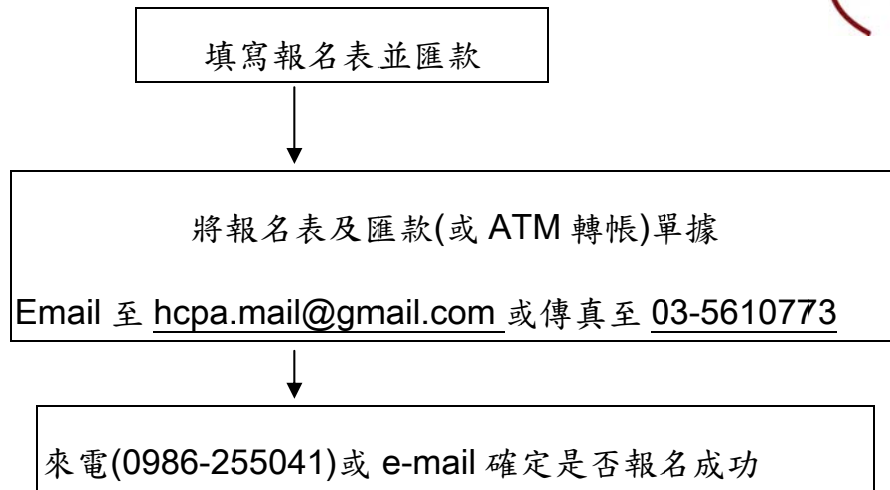 填寫報名表並匯款
將報名表及匯款(或 ATM 轉帳)單據
Email 至 hcpa.mail@gmail.com 或傳真至 03-5610773
來電(0986-255041)或 e-mail 確定是否報名成功